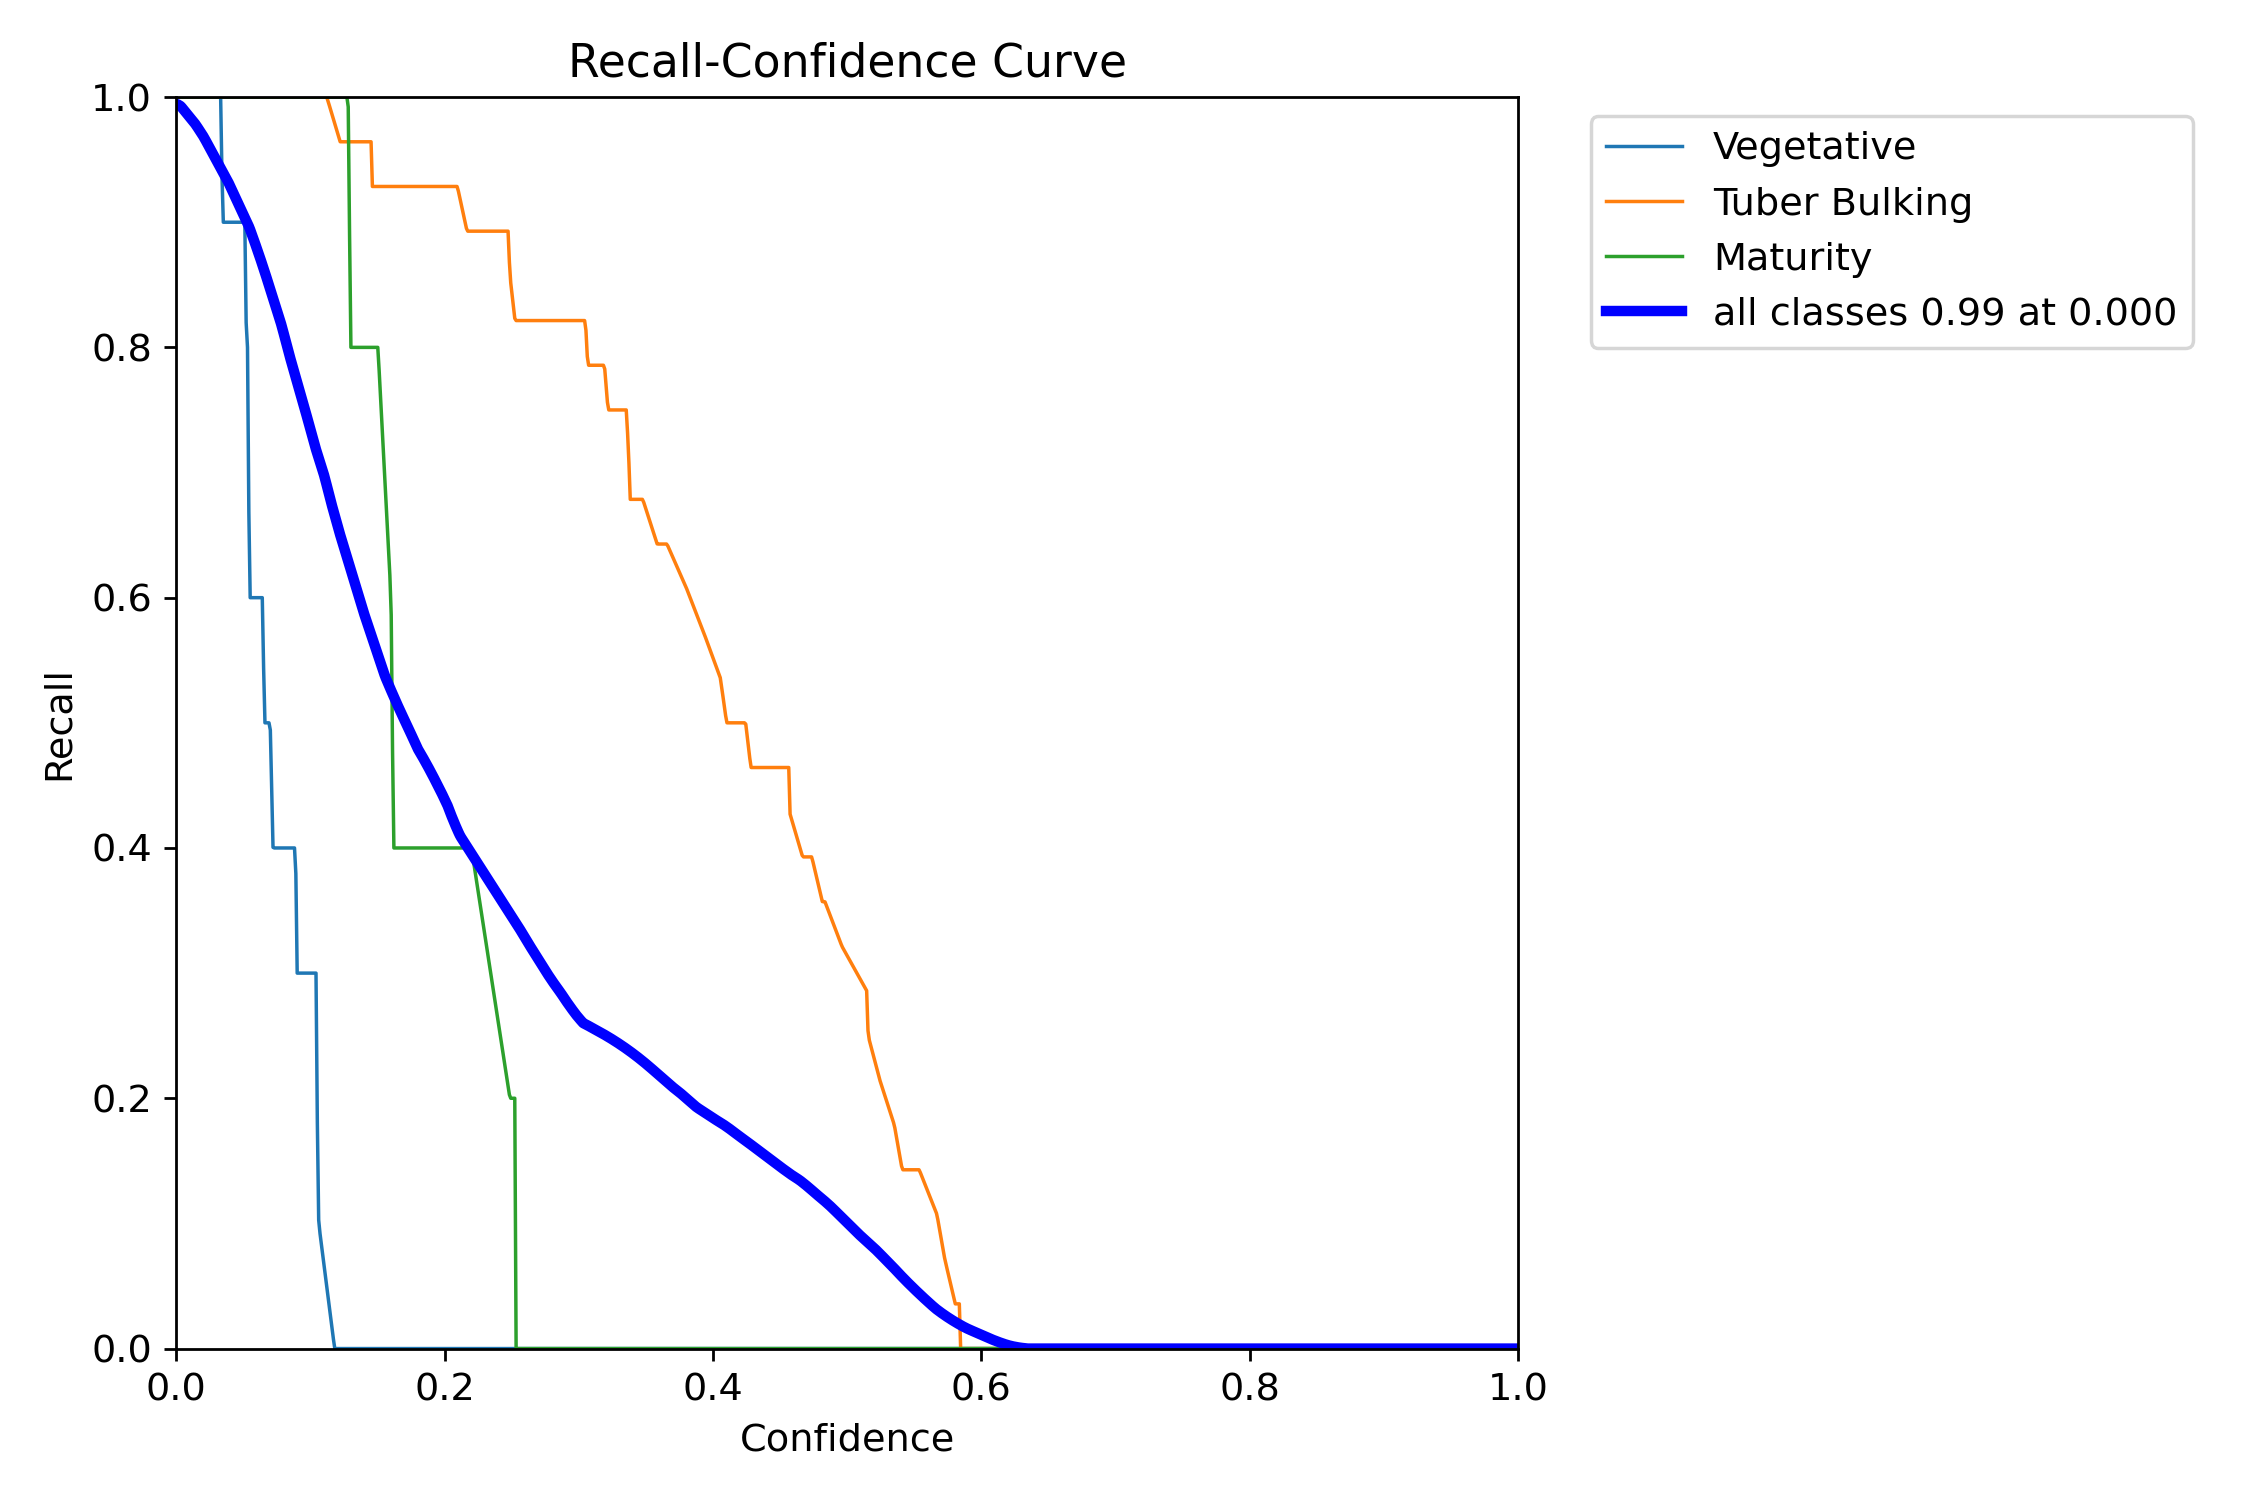 Recall-Confidence Curve
1.0
0.8
0.6
0.4
0.2
0.0
Recall
0.0 0.2 0.4 0.6 0.8 1.0
Confidence
Vegetative
Tuber Bulking
Maturity
all classes 0.99 at 0.000